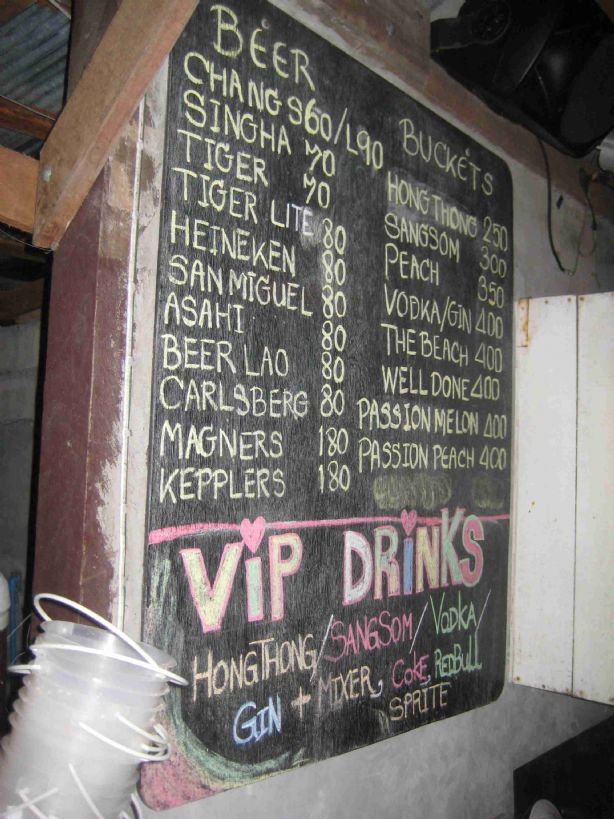 BEER
CHANG S60/L90
SINGHA 70
TIGER 70
TIGER LITE 80
HEINEKEN 80
SAN MIGUEL 80
ASAHI 80
BEER LAO 80
CARLSBERG 80
MAGNERS 180
KEPPLERS 180
BUCKETS
HONGTHONG 250
SANGSOM 300
PEACH 350
VODKA/GIN 400
THE BEACH 400
WELL DONE 400
PASSION MELON 400
PASSION PEACH 400
ViP DRiNKS
HONGTHONG/SANGSOM/VODKA/
GIN + MIXER, COKE, REDBULL
SPRITE